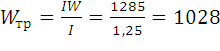 W_тр = IW/I = 1285/1,25 = 1028